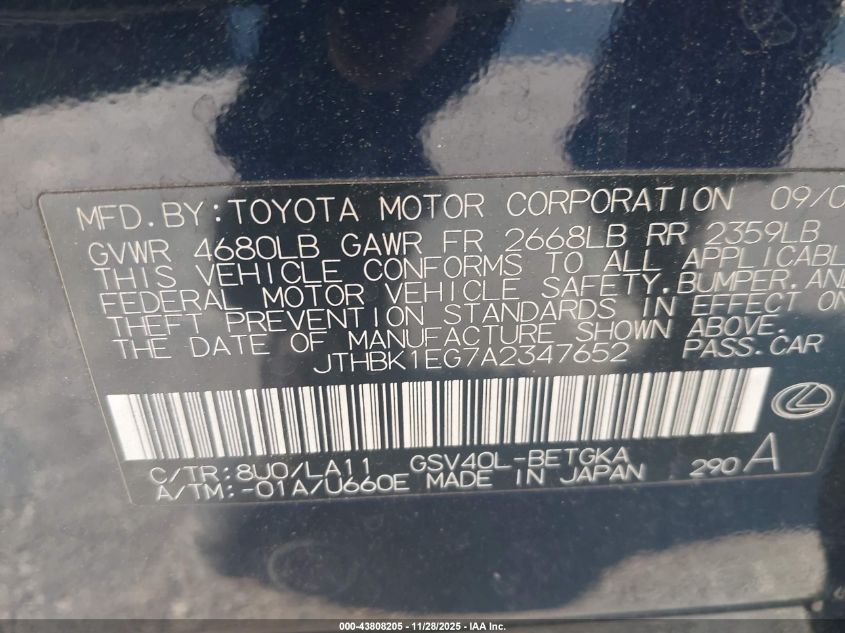 MFD.BY:TOYOTA MOTOR CORPORATION 09/0
GVWR 4680LB GAWR FR 2668LB RR 2359LB
THIS VEHICLE CONFORMS TO ALL APPLICABL
FEDERAL MOTOR VEHICLE SAFETY,BUMPER,AND
THEFT PREVENTION STANDARDS IN EFFECT ON
THE DATE OF MANUFACTURE SHOWN ABOVE.
JTHBK1EG7A2347652 PASS.CAR
C/TR:8U0/LA11 GSV40L-BETGKA
A/TM:-01A/U660E MADE IN JAPAN 290A
000-43808205 - 11/28/2025 - IAA Inc.